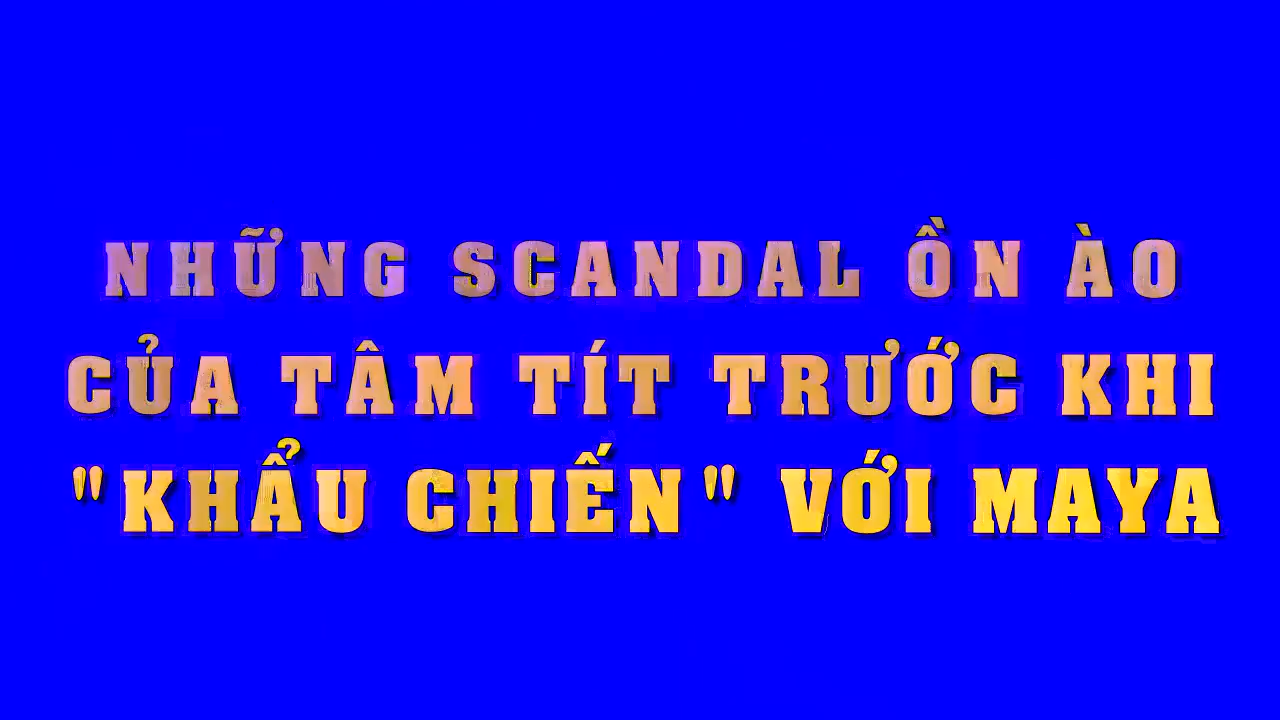 NHỮNG SCANDAL ỒN ÀO
CỦA TÂM TÍT TRƯỚC KHI
"KHẨU CHIẾN" VỚI MAYA